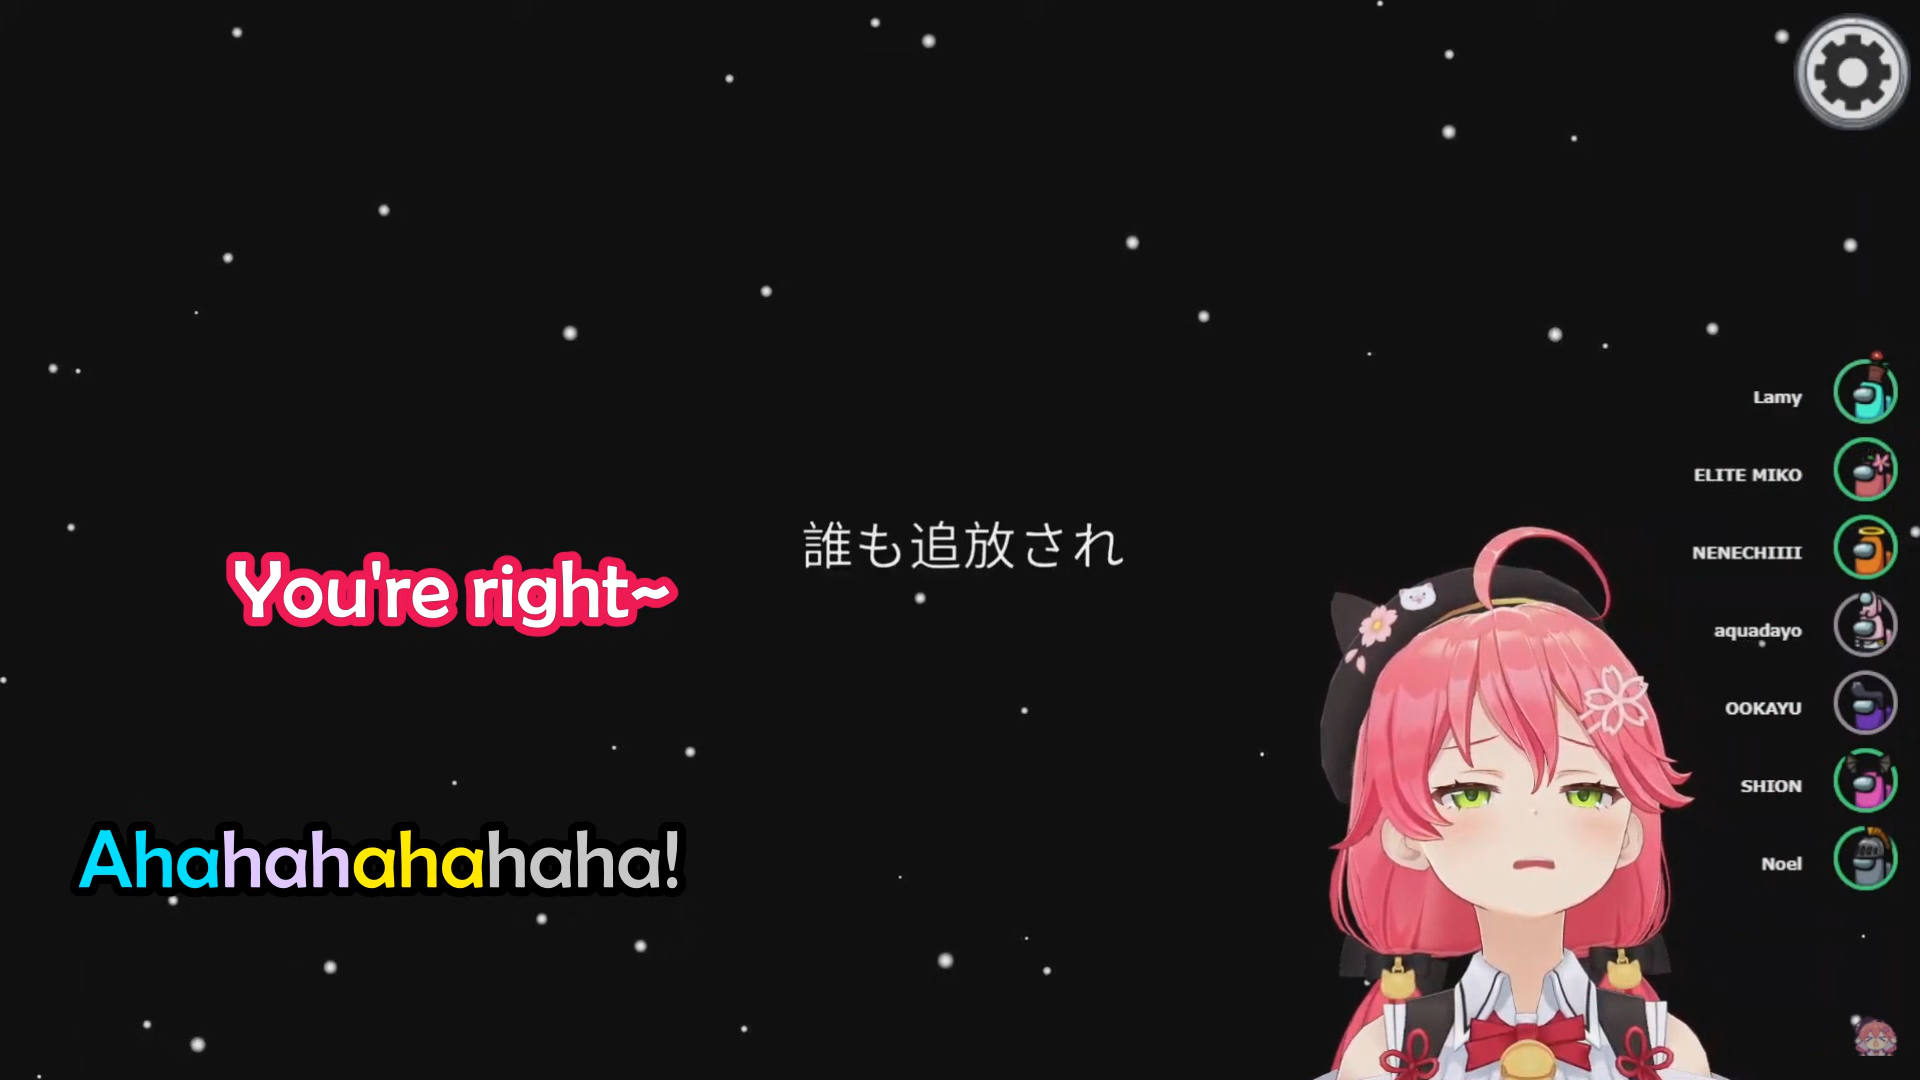 誰も追放され
You're right~
Ahahahahahaha!
Lamy
ELITE MIKO
NENECHIIII
aquadayo
OOKAYU
SHION
Noel